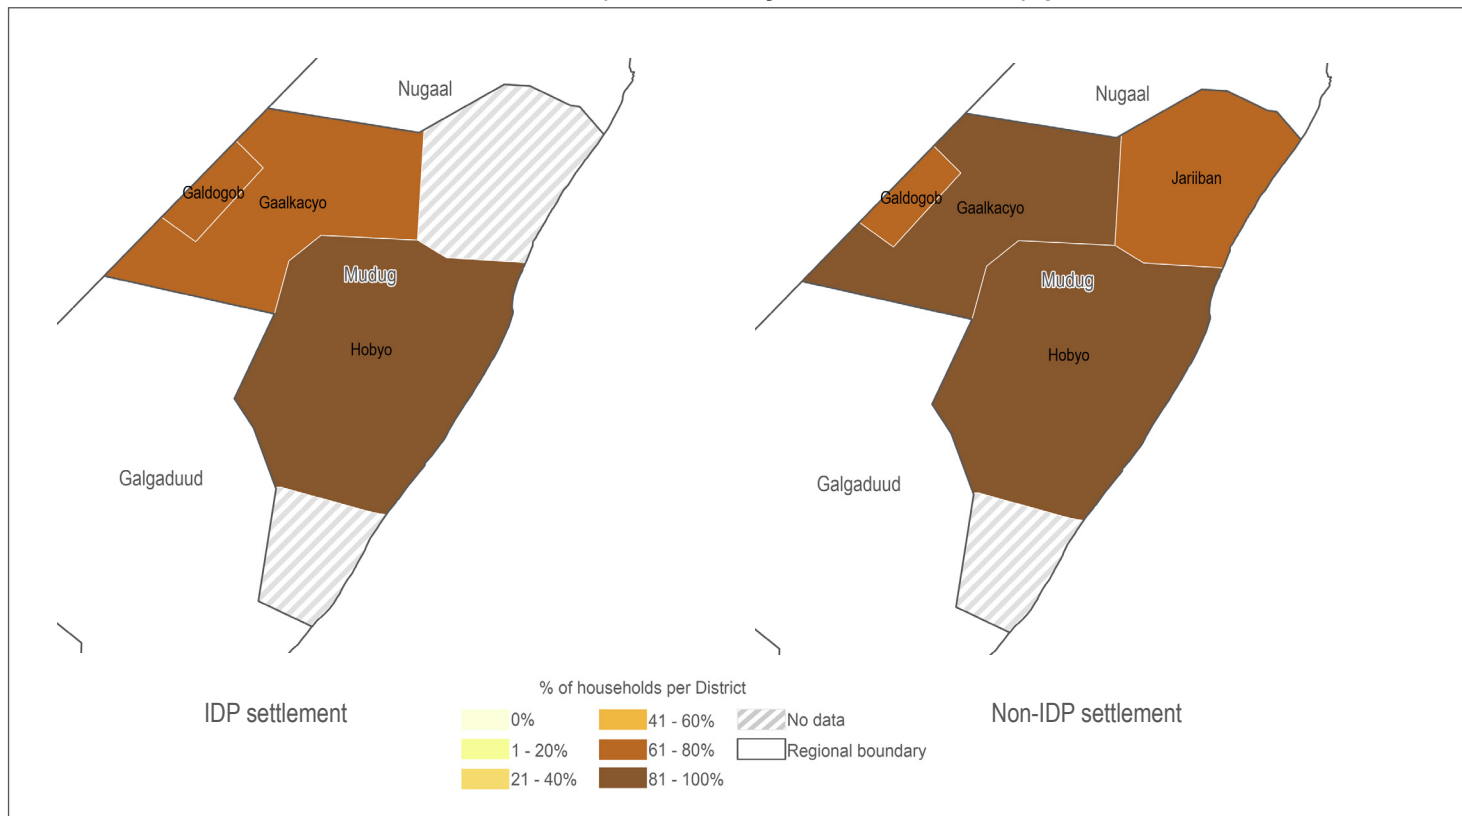 Nugaal
Galdogob
Gaalkacyo
Mudug
Hobyo
Galgaduud
IDP settlement
Nugaal
Jariiban
Galdogob
Gaalkacyo
Mudug
Hobyo
Galgaduud
Non-IDP settlement
% of households per District
0%
1 - 20%
21 - 40%
41 - 60%
61 - 80%
81 - 100%
No data
Regional boundary